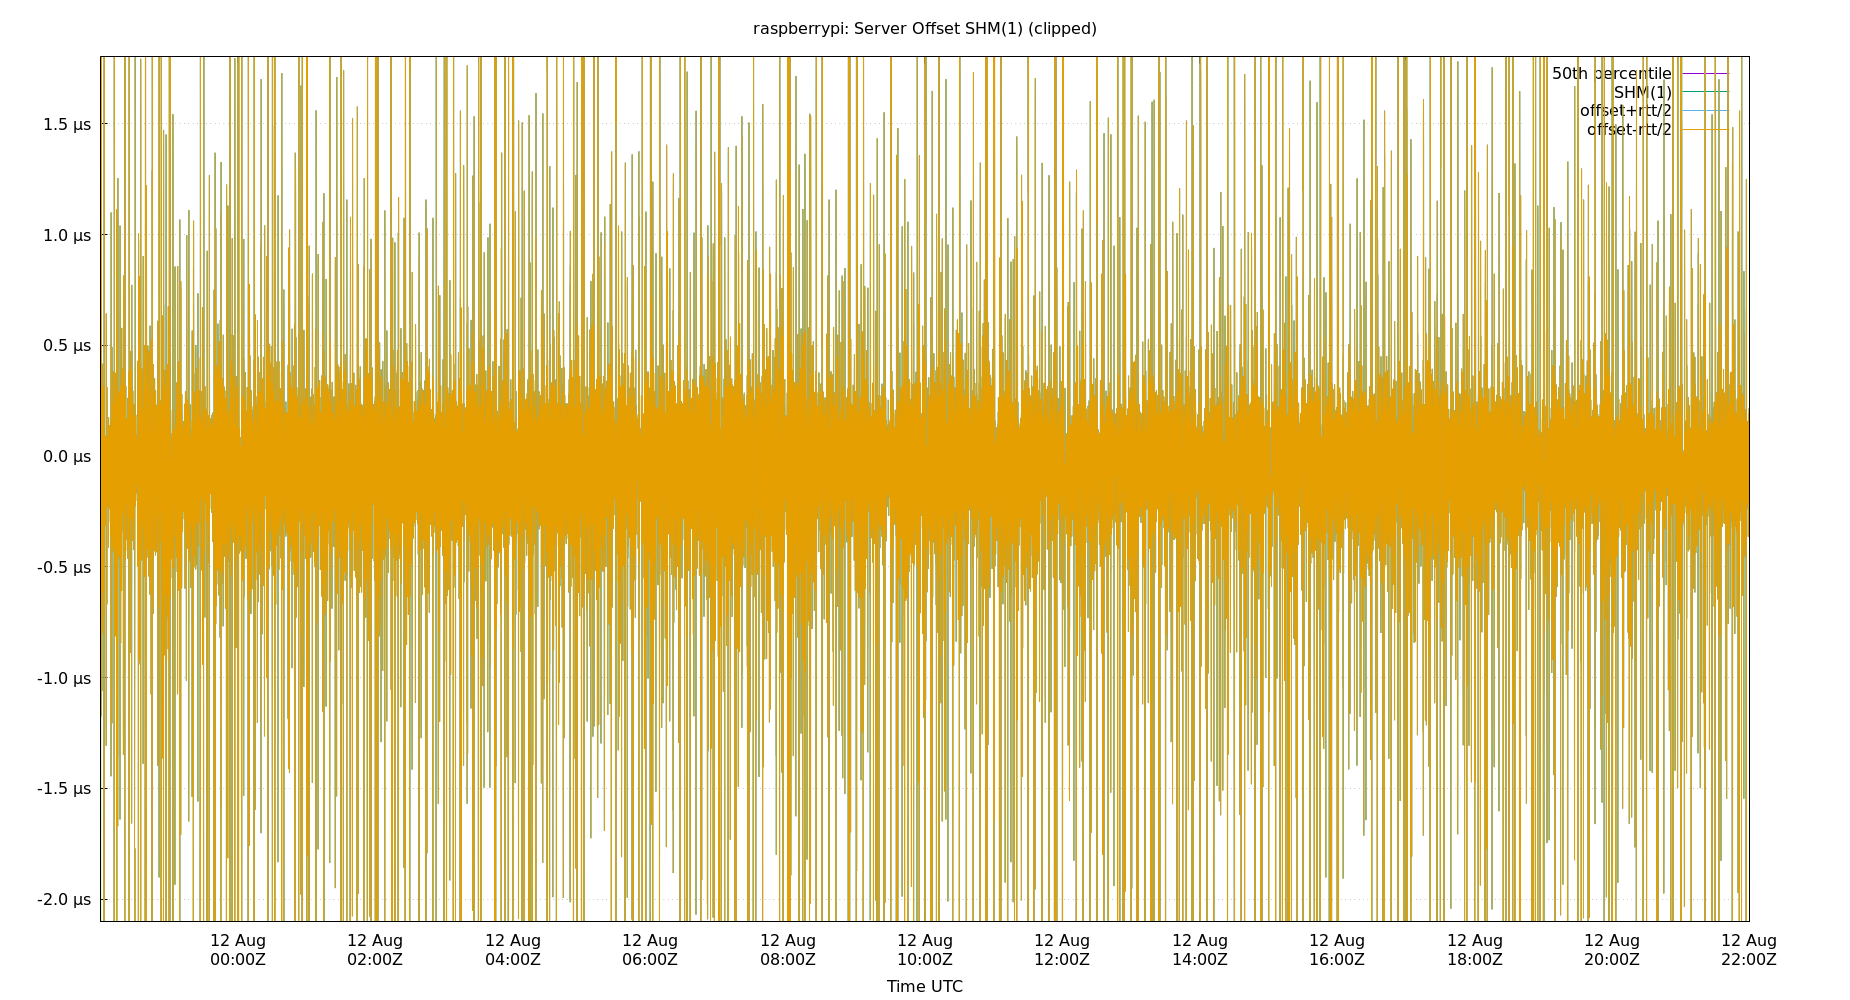 raspberrypi: Server Offset SHM(1) (clipped)
50th percentile
SHM(1)
offset+rtt/2
offset-rtt/2
1.5 µs
1.0 µs
0.5 µs
0.0 µs
-0.5 µs
-1.0 µs
-1.5 µs
-2.0 µs
12 Aug 12 Aug 12 Aug 12 Aug 12 Aug 12 Aug 12 Aug 12 Aug 12 Aug 12 Aug 12 Aug 12 Aug
00:00Z 02:00Z 04:00Z 06:00Z 08:00Z 10:00Z 12:00Z 14:00Z 16:00Z 18:00Z 20:00Z 22:00Z
Time UTC